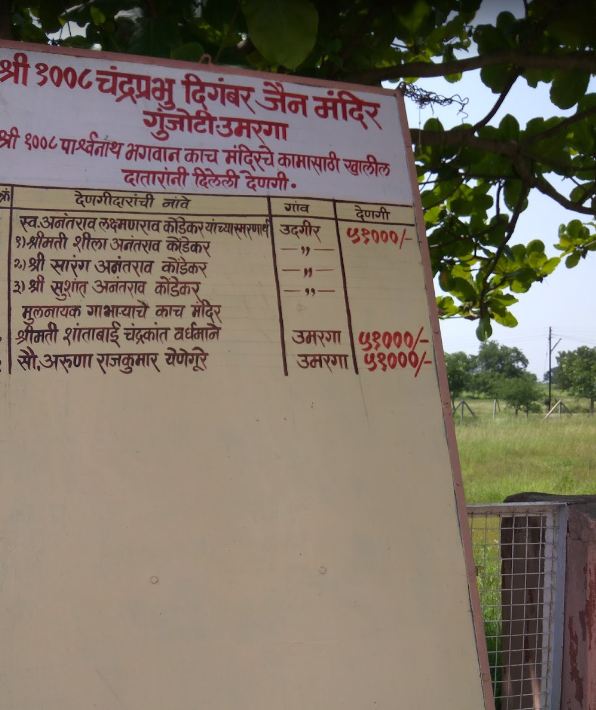 श्री १००८ चंद्रप्रभु दिगंबर जैन मंदिर
गुंजोटी उमरगा
श्री १००८ पार्श्वनाथ भगवान काच मंदिरचे कामासाठी खालील
दातारांनी दिलेली देणगी.
क्रं देणगीदारांची नांवे गांव देणगी
स्व. अनंतराव लक्ष्मणराव कोडेकर यांच्या स्मरणार्थ उदगीर ५१०००/-
१) श्रीमती शीला अनंतराव कोडेकर —,,—
२) श्री सारंग अनंतराव कोडेकर —,,—
३) श्री सुशांत अनंतराव कोडेकर —,,—
मुलनायक गाभाऱ्याचे काच मंदिर
श्रीमती शांताबाई चंद्रकांत वर्धमाने उमरगा ५१०००/-
सौ. अरुणा राजकुमार येणेगूरे उमरगा ५१०००/-